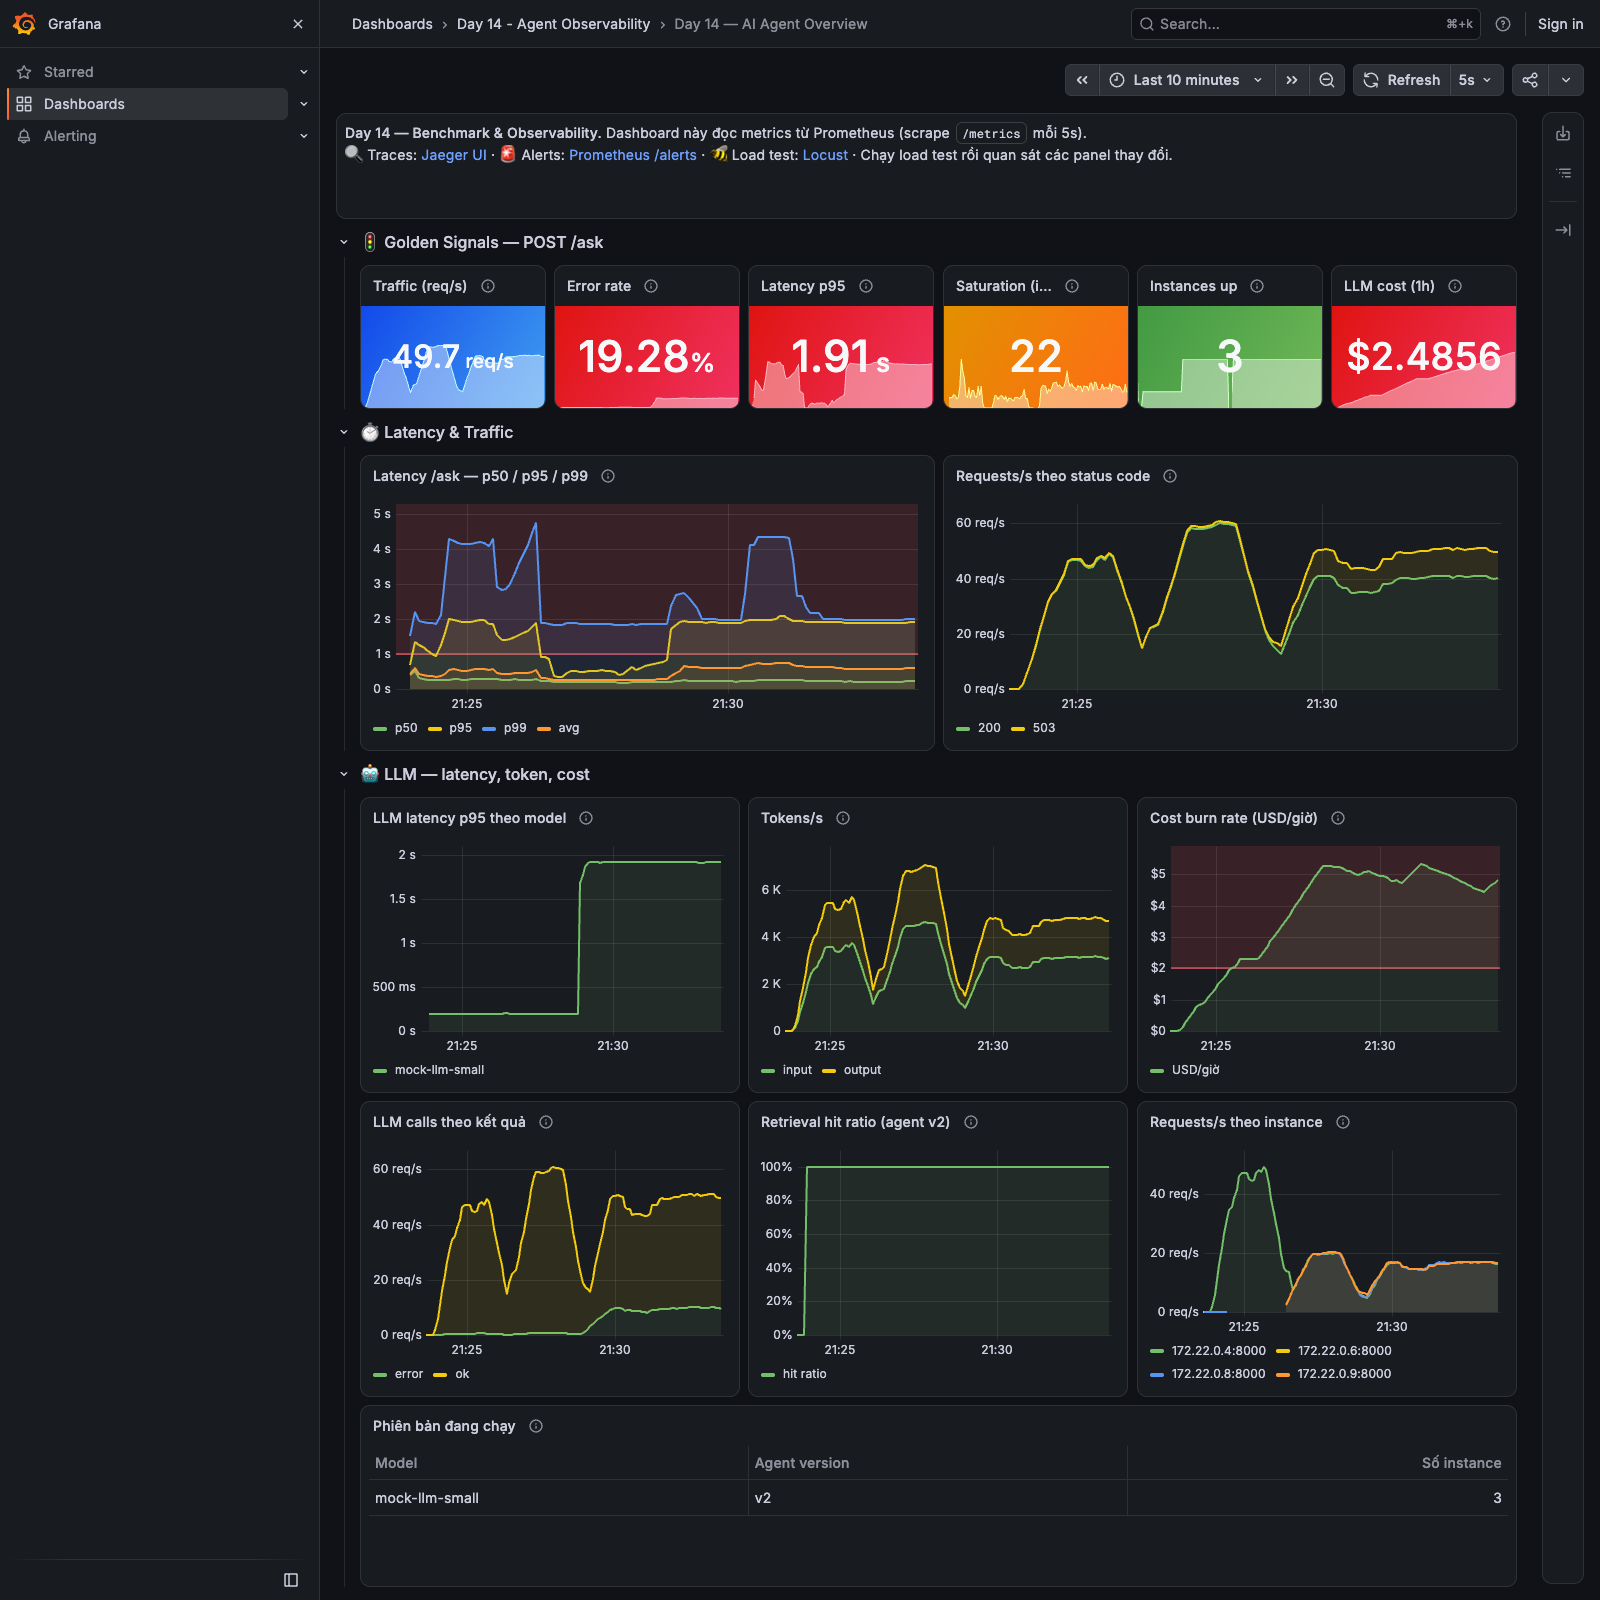 Grafana
Dashboards › Day 14 - Agent Observability › Day 14 — AI Agent Overview
Search...
⌘+k
Sign in
Starred
Dashboards
Alerting
Last 10 minutes
Refresh
5s
Day 14 — Benchmark & Observability. Dashboard này đọc metrics từ Prometheus (scrape /metrics mỗi 5s).
Traces: Jaeger UI · Alerts: Prometheus /alerts · Load test: Locust · Chạy load test rồi quan sát các panel thay đổi.
Golden Signals — POST /ask
Traffic (req/s)
49.7 req/s
Error rate
19.28%
Latency p95
1.91 s
Saturation (i...
22
Instances up
3
LLM cost (1h)
$2.4856
Latency & Traffic
Latency /ask — p50 / p95 / p99
5 s
4 s
3 s
2 s
1 s
0 s
21:25
21:30
p50
p95
p99
avg
Requests/s theo status code
60 req/s
40 req/s
20 req/s
0 req/s
21:25
21:30
200
503
LLM — latency, token, cost
LLM latency p95 theo model
2 s
1.5 s
1 s
500 ms
0 s
21:25
21:30
mock-llm-small
Tokens/s
6 K
4 K
2 K
0
21:25
21:30
input
output
Cost burn rate (USD/giờ)
$5
$4
$3
$2
$1
$0
21:25
21:30
USD/giờ
LLM calls theo kết quả
60 req/s
40 req/s
20 req/s
0 req/s
21:25
21:30
error
ok
Retrieval hit ratio (agent v2)
100%
80%
60%
40%
20%
0%
21:25
21:30
hit ratio
Requests/s theo instance
40 req/s
20 req/s
0 req/s
21:25
21:30
172.22.0.4:8000
172.22.0.6:8000
172.22.0.8:8000
172.22.0.9:8000
Phiên bản đang chạy
Model
Agent version
Số instance
mock-llm-small
v2
3